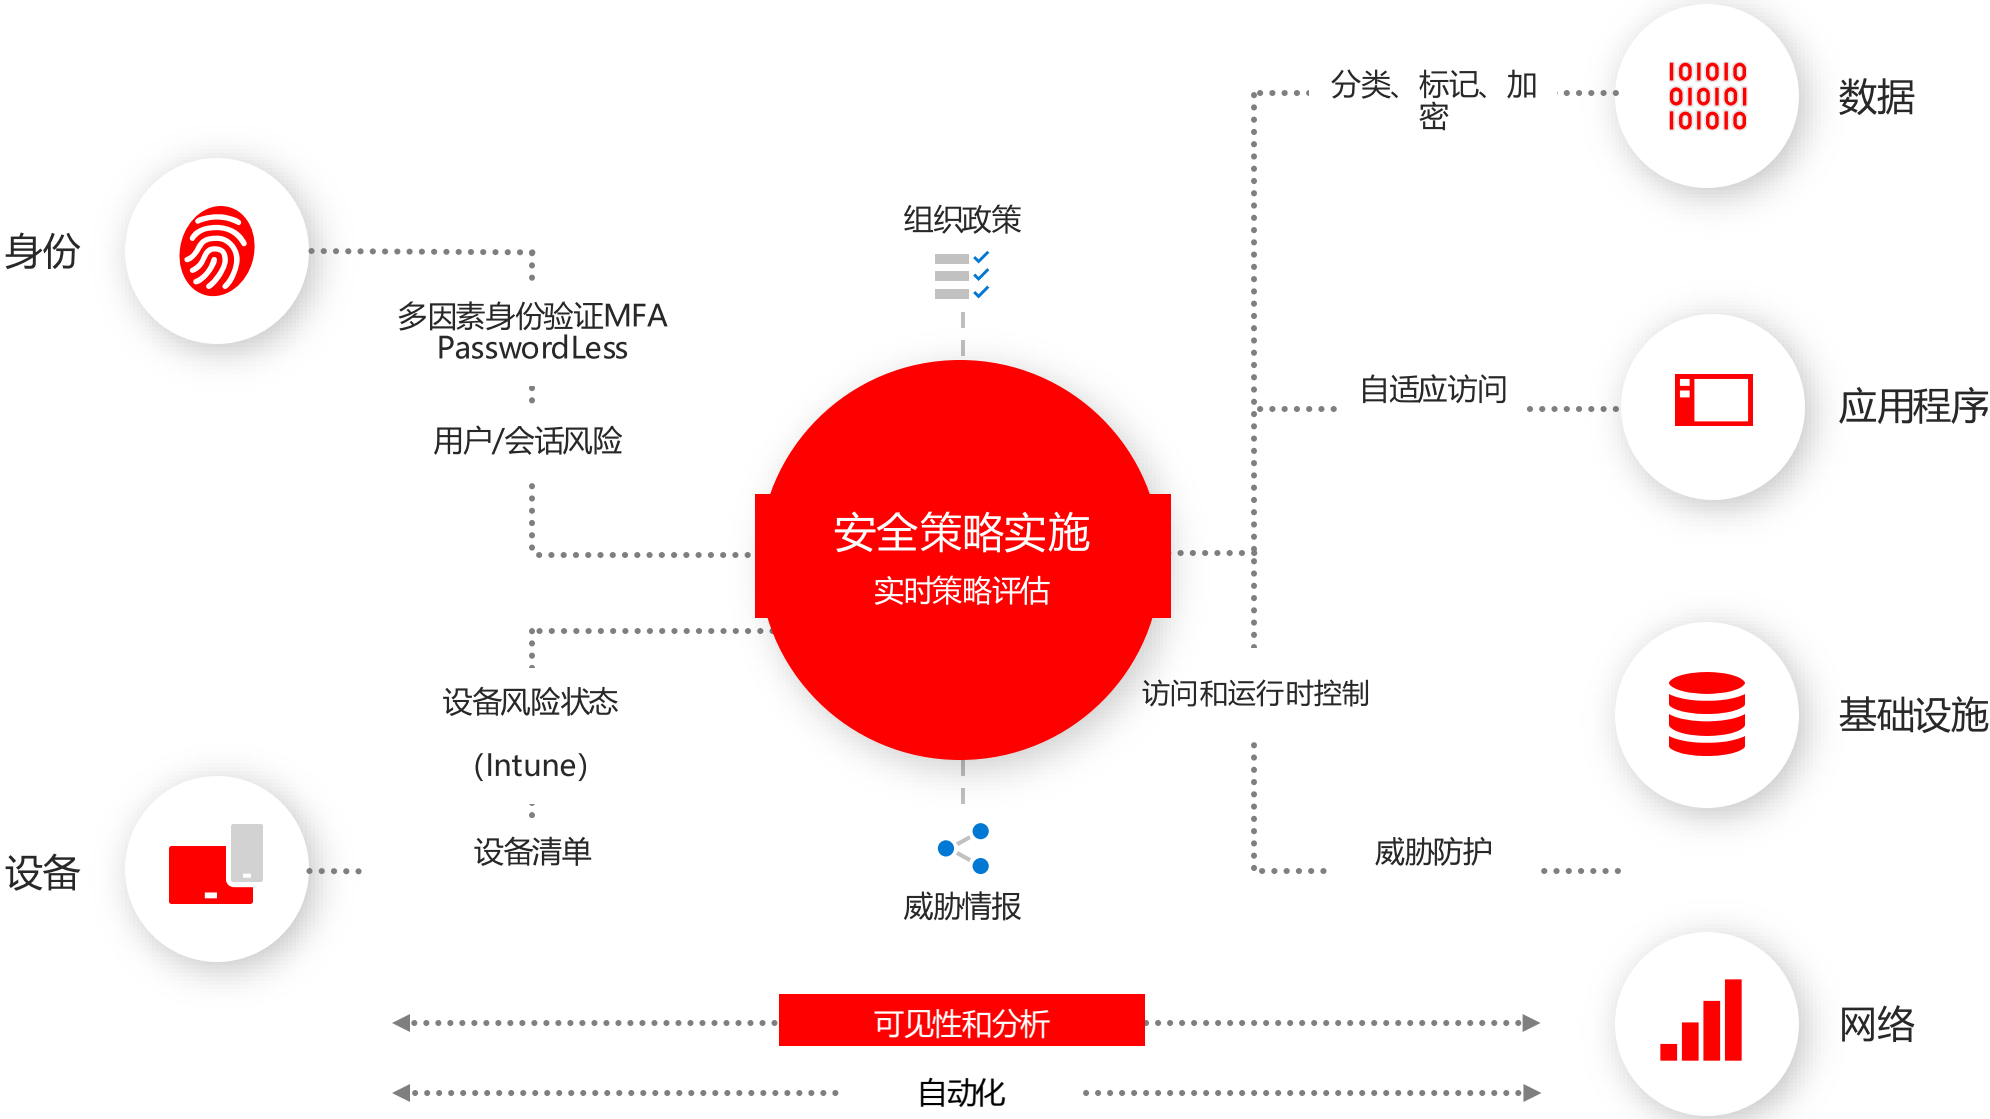 身份
多因素身份验证MFA
PasswordLess
用户/会话风险
设备风险状态
（Intune）
设备清单
设备
组织政策
安全策略实施
实时策略评估
威胁情报
分类、标记、加
密
数据
自适应访问
应用程序
访问和运行时控制
基础设施
威胁防护
网络
可见性和分析
自动化
101010
010101
101010